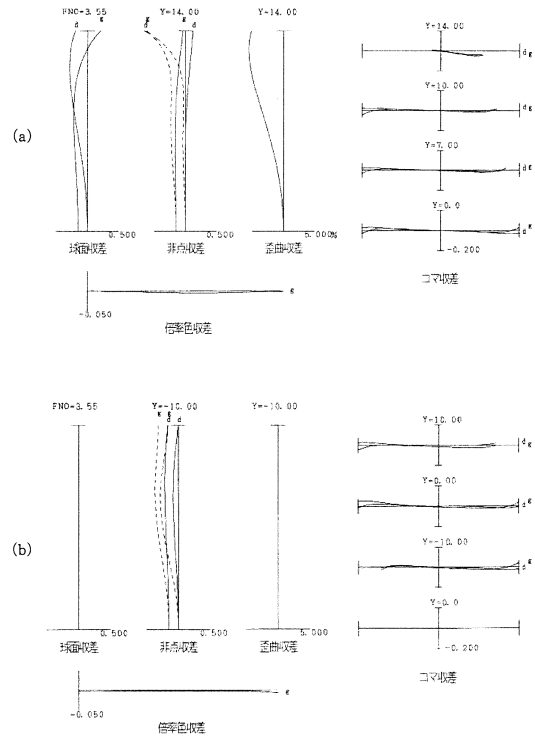 (a)
FNO=3.55
d
g
0.500
球面収差
Y=14.00
g
d
g
d
0.500
非点収差
Y=14.00
5.000%
歪曲収差
-0.050
g
倍率色収差
Y=14.00
d g
Y=10.00
d g
Y=7.00
g
d
Y=0.0
g
d
-0.200
コマ収差
(b)
FNO=3.55
0.500
球面収差
Y=-10.00
g g
d d
0.500
非点収差
Y=-10.00
5.000
歪曲収差
-0.050
g
倍率色収差
Y=10.00
d g
Y=0.00
g
d
Y=-10.00
g
d
Y=0.0
-0.200
コマ収差